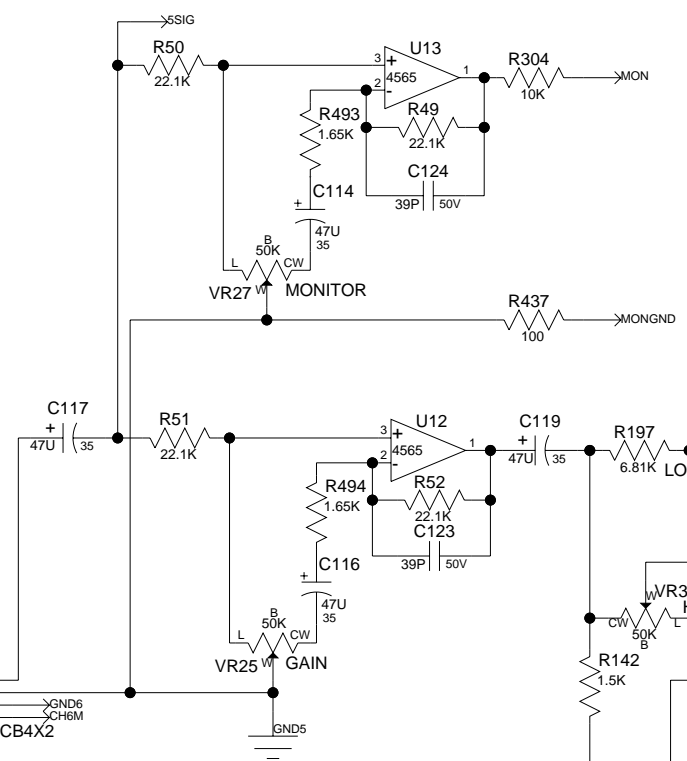 5SIG
R50
22.1K
U13
3
+
4565
2
-
1
R304
10K
MON
R493
1.65K
R49
22.1K
C124
39P
50V
C114
+
47U
35
B
50K
L
CW
VR27
W
MONITOR
R437
100
MONGND
C117
+
47U
35
R51
22.1K
U12
3
+
4565
2
-
1
C119
+
47U
35
R197
6.81K
LO
R494
1.65K
R52
22.1K
C123
39P
50V
C116
+
47U
35
B
50K
L
CW
VR25
W
GAIN
W
VR3
CW
50K
L
B
R142
1.5K
GND6
CH6M
CB4X2
GND5